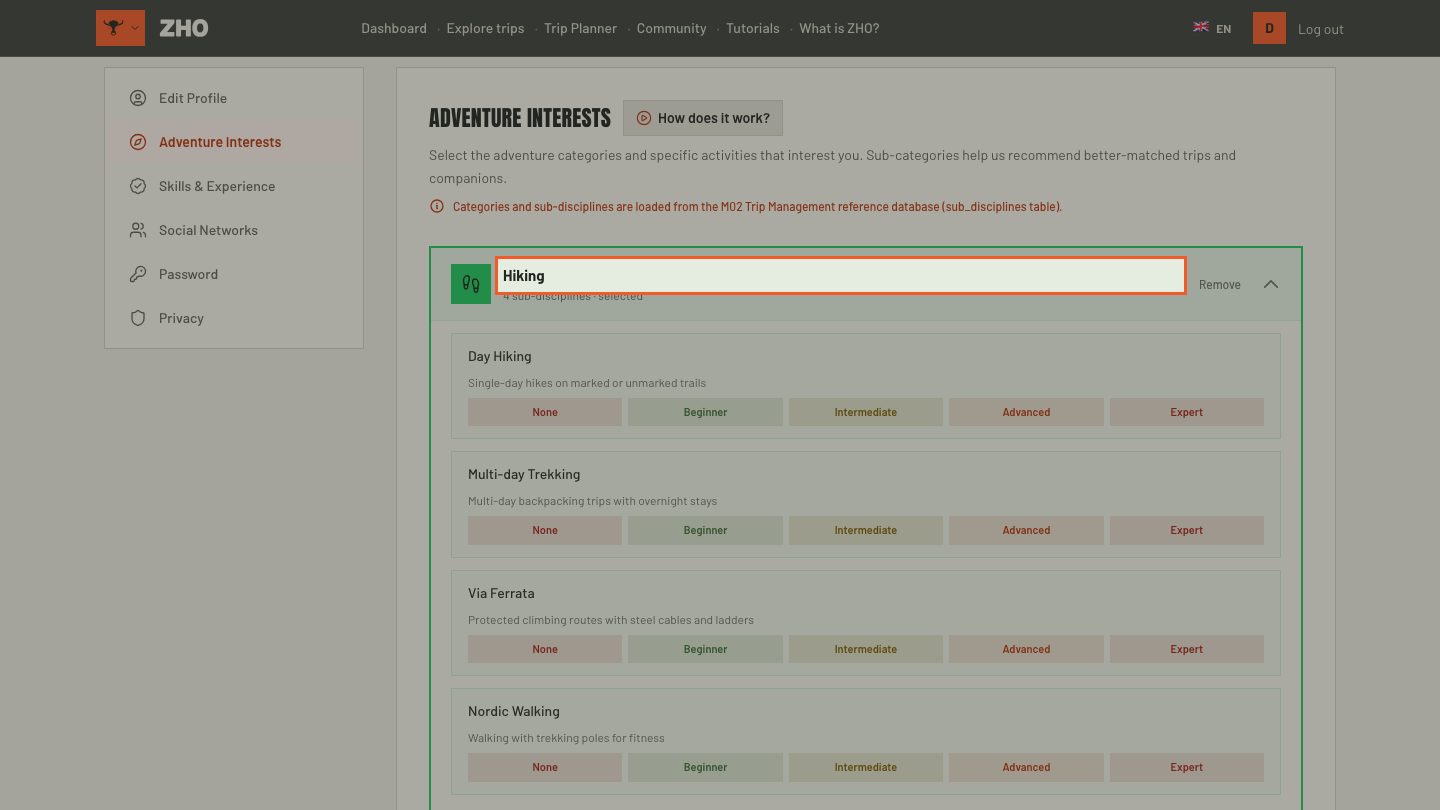 ZHO
Dashboard · Explore trips · Trip Planner · Community · Tutorials · What is ZHO?
EN
D
Log out
Edit Profile
Adventure Interests
Skills & Experience
Social Networks
Password
Privacy
ADVENTURE INTERESTS
How does it work?
Select the adventure categories and specific activities that interest you. Sub-categories help us recommend better-matched trips and
companions.
Categories and sub-disciplines are loaded from the M02 Trip Management reference database (sub_disciplines table).
Hiking
4 sub-disciplines · selected
Remove
Day Hiking
Single-day hikes on marked or unmarked trails
None Beginner Intermediate Advanced Expert
Multi-day Trekking
Multi-day backpacking trips with overnight stays
None Beginner Intermediate Advanced Expert
Via Ferrata
Protected climbing routes with steel cables and ladders
None Beginner Intermediate Advanced Expert
Nordic Walking
Walking with trekking poles for fitness
None Beginner Intermediate Advanced Expert